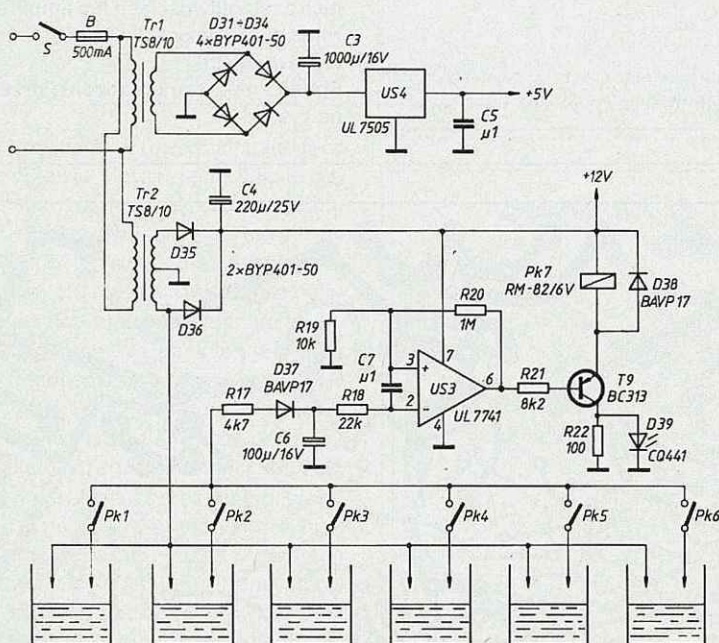 B
Tr1
TS8/10
D31÷D34
4×BYP401-50
C3
1000µ/16V
S
500mA
US4
UL7505
+5V
C5
µ1
Tr2
TS8/10
C4
220µ/25V
D35
2×BYP401-50
D36
+12V
Pk7
RM-82/6V
D38
BAVP17
R19
10k
R20
1M
C7
µ1
3
+
7
US3
6
2
-
4
UL7741
R21
8k2
T9
BC313
D37
BAVP17
R17
4k7
R18
22k
C6
100µ/16V
R22
100
D39
CQ441
Pk1
Pk2
Pk3
Pk4
Pk5
Pk6